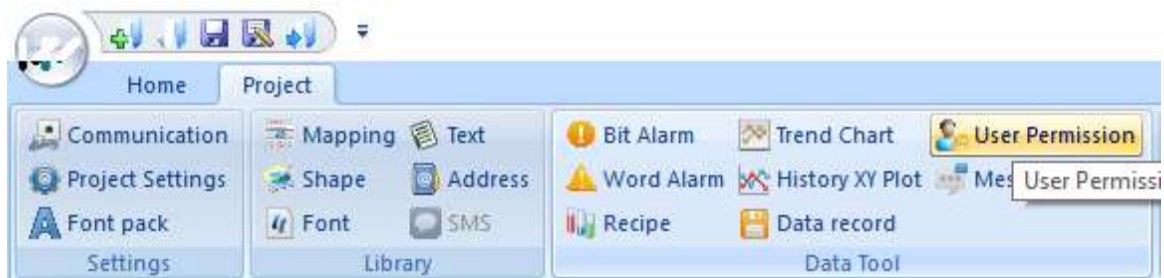 Home Project
Communication Mapping Text Bit Alarm Trend Chart User Permission
Project Settings Shape Address Word Alarm History XY Plot Mes User Permissi
Font pack Font SMS Recipe Data record
Settings Library Data Tool